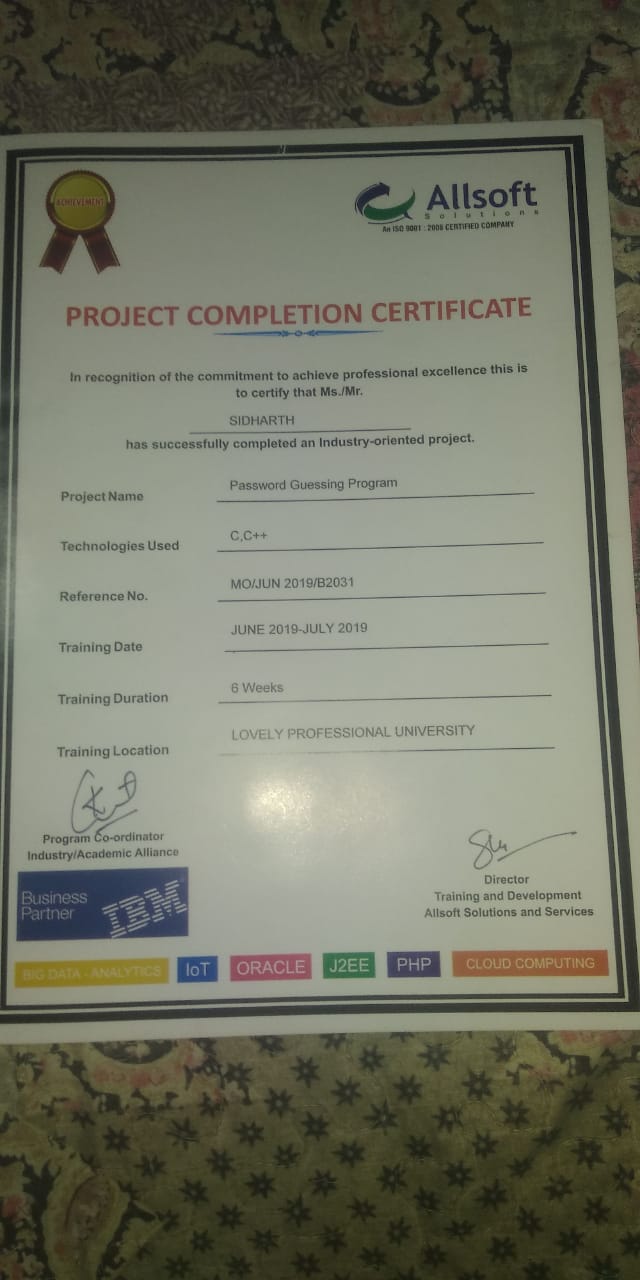 ACHIEVEMENT
Allsoft
Solutions
An ISO 9001 : 2008 CERTIFIED COMPANY
PROJECT COMPLETION CERTIFICATE
In recognition of the commitment to achieve professional excellence this is
to certify that Ms./Mr.
SIDHARTH
has successfully completed an Industry-oriented project.
Project Name Password Guessing Program
Technologies Used C,C++
Reference No. MO/JUN 2019/B2031
Training Date JUNE 2019-JULY 2019
Training Duration 6 Weeks
Training Location LOVELY PROFESSIONAL UNIVERSITY
Program Co-ordinator
Industry/Academic Alliance
Business
Partner
IBM
Director
Training and Development
Allsoft Solutions and Services
BIG DATA - ANALYTICS IoT ORACLE J2EE PHP CLOUD COMPUTING